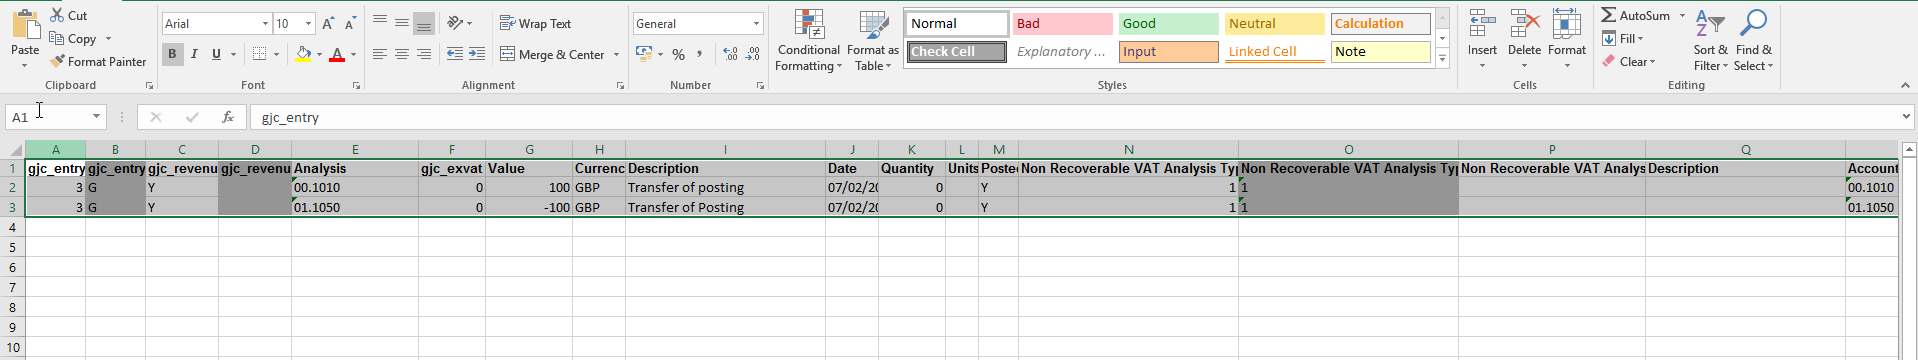 Cut
Copy
Format Painter
Paste
Clipboard
Arial 10
B I U
Font
Wrap Text
Merge & Center
Alignment
General
%
Number
Conditional Formatting
Format as Table
Normal Bad Good Neutral Calculation
Check Cell Explanatory ... Input Linked Cell Note
Styles
Insert Delete Format
Cells
AutoSum
Fill
Clear
Sort & Filter
Find & Select
Editing
A1 fx gjc_entry
A B C D E F G H I J K L M N O P Q
1 gjc_entry gjc_entry gjc_revenu gjc_revenu Analysis gjc_exvat Value Currenc Description Date Quantity Units Poste Non Recoverable VAT Analysis Typ Non Recoverable VAT Analysis Typ Non Recoverable VAT Analys Description Account
2 3 G Y 00.1010 0 100 GBP Transfer of posting 07/02/20 0 Y 1 1 00.1010
3 3 G Y 01.1050 0 -100 GBP Transfer of Posting 07/02/20 0 Y 1 1 01.1050
4
5
6
7
8
9
10